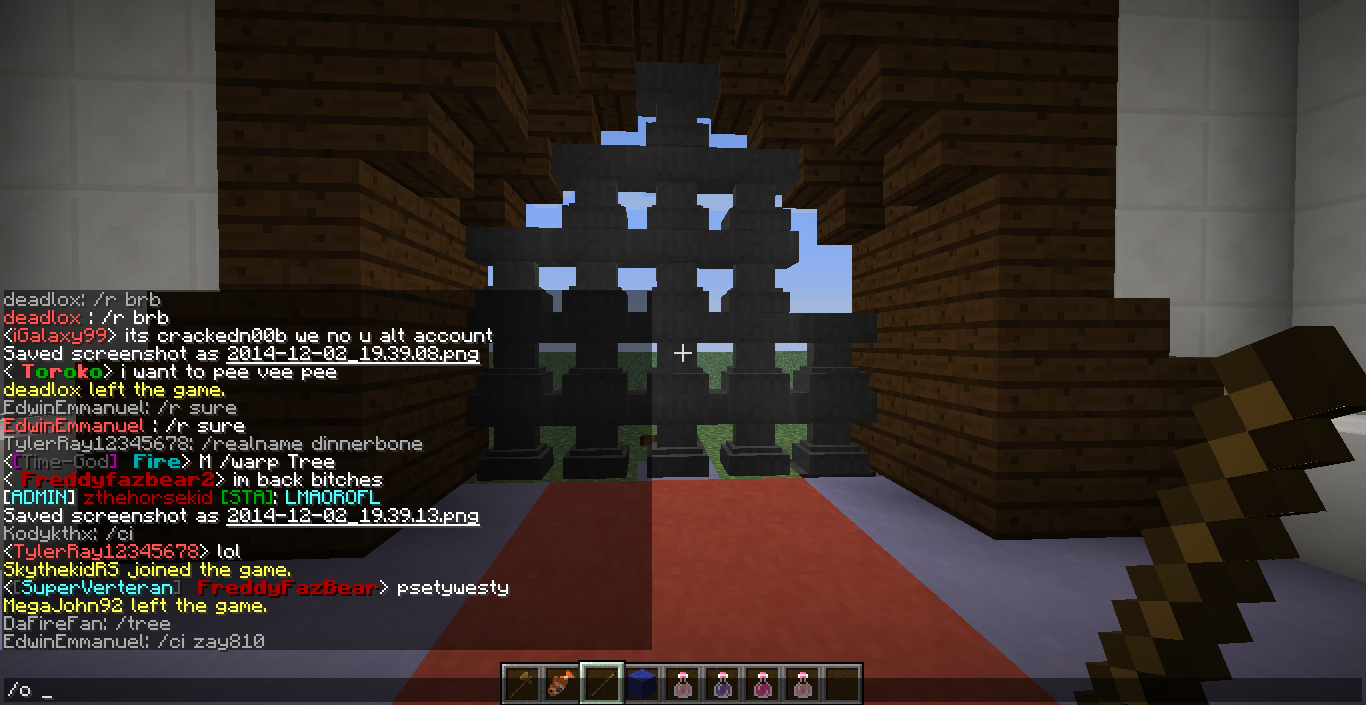 deadlox: /r brb
deadlox : /r brb
<iGalaxy99> its crackedn00b we no u alt account
Saved screenshot as 2014-12-02_19.39.08.png
< Toroko> i want to pee vee pee
deadlox left the game.
EdwinEmmanuel: /r sure
EdwinEmmanuel : /r sure
TylerRay12345678: /realname dinnerbone
<[Time-God] Fire> M /warp Tree
< Freddyfazbear2> im back bitches
[ADMIN] zthehorsekid [STA]: LMAOROFL
Saved screenshot as 2014-12-02_19.39.13.png
Kodykthx: /ci
<TylerRay12345678> lol
SkythekidRS joined the game.
<[SuperVerteran] FreddyFazBear> psetywesty
MegaJohn92 left the game.
DaFireFan: /tree
EdwinEmmanuel: /ci zay810
/o _